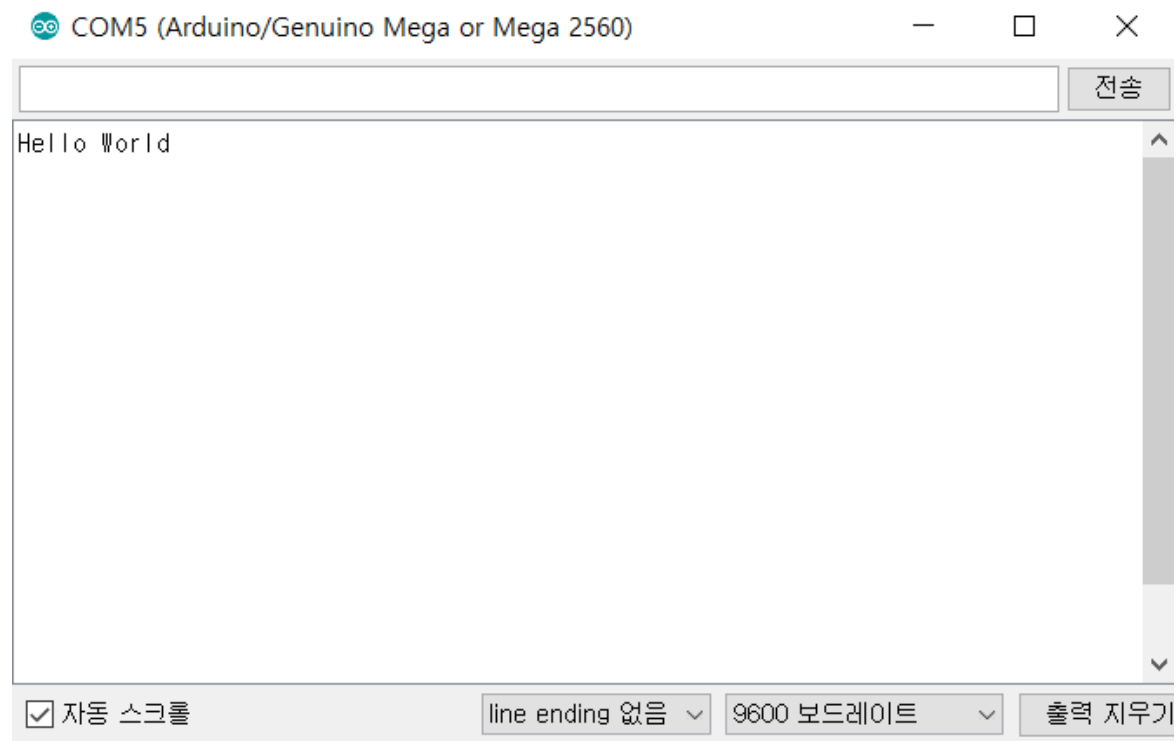 COM5 (Arduino/Genuino Mega or Mega 2560)
전송
Hello World
자동 스크롤
line ending 없음
9600 보드레이트
출력 지우기